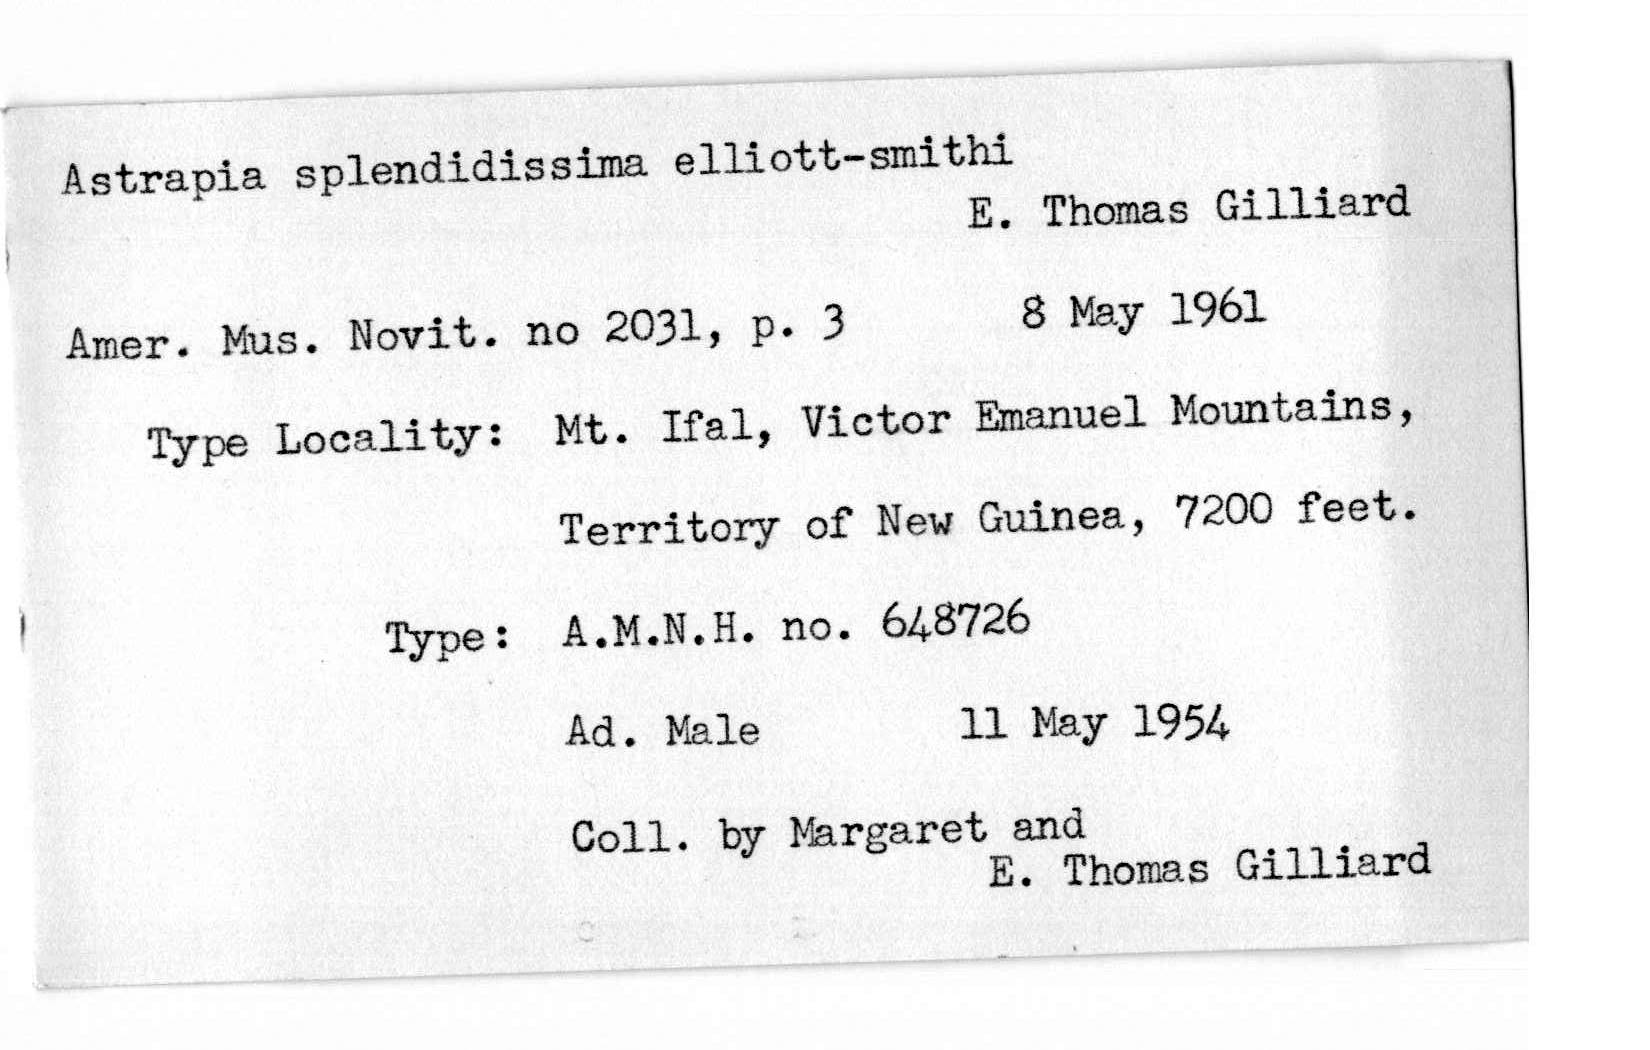 Astrapia splendidissima elliott-smithi
E. Thomas Gilliard
Amer. Mus. Novit. no 2031, p. 3 8 May 1961
Type Locality: Mt. Ifal, Victor Emanuel Mountains,
Territory of New Guinea, 7200 feet.
Type: A.M.N.H. no. 648726
Ad. Male 11 May 1954
Coll. by Margaret and
E. Thomas Gilliard